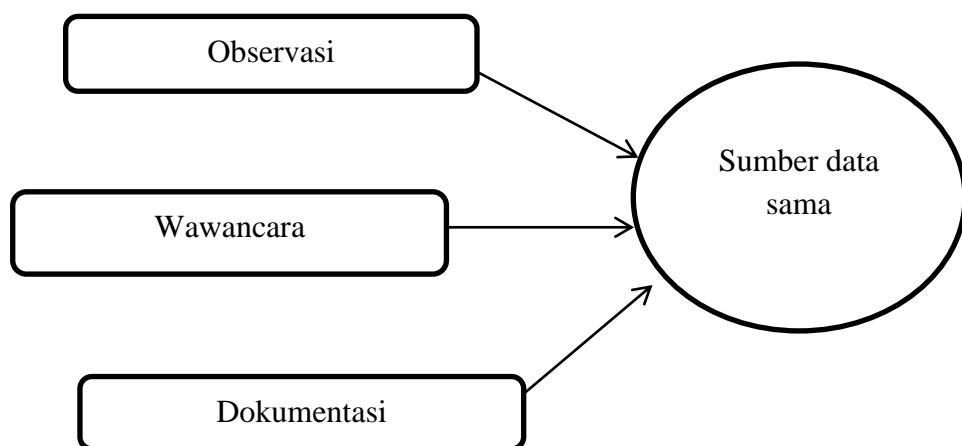 Observasi
Sumber data
sama
Wawancara
Dokumentasi